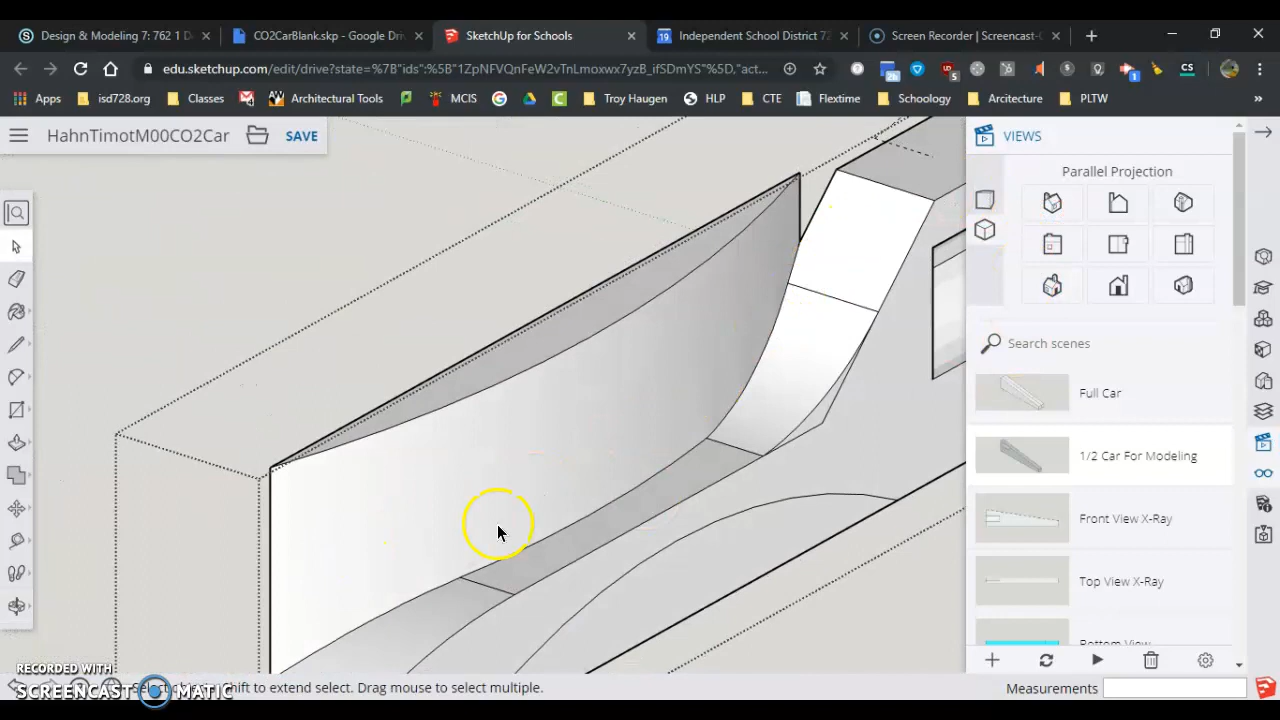 Design & Modeling 7: 762 1 D
CO2CarBlank.skp - Google Dri
SketchUp for Schools
Independent School District 72
Screen Recorder | Screencast-O
edu.sketchup.com/edit/drive?state=%7B"ids"%3A%5B"1ZpNFVQnFeW2vTnLmoxwx7yzB_ifSDmYS"%5D,"act...
Apps
isd728.org
Classes
Architectural Tools
MCIS
Troy Haugen
HLP
CTE
Flextime
Schoology
Arcitecture
PLTW
»
HahnTimotM00CO2Car
SAVE
VIEWS
Parallel Projection
Search scenes
Full Car
1/2 Car For Modeling
Front View X-Ray
Top View X-Ray
Bottom View
RECORDED WITH
SCREENCAST MATIC
Shift to extend select. Drag mouse to select multiple.
Measurements